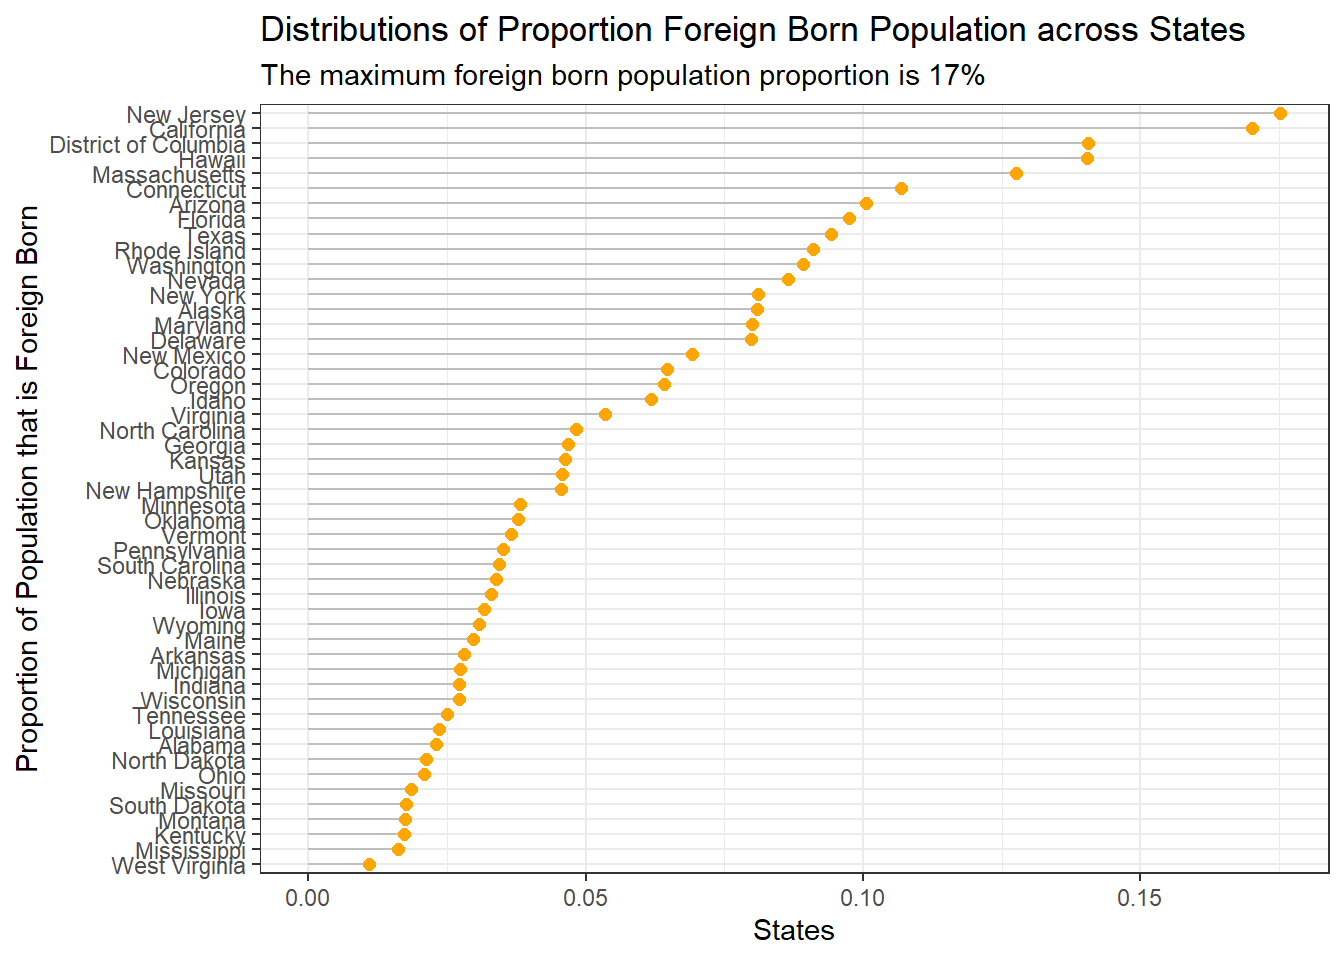 Distributions of Proportion Foreign Born Population across States
The maximum foreign born population proportion is 17%
Proportion of Population that is Foreign Born
New Jersey
California
District of Columbia
Hawaii
Massachusetts
Connecticut
Arizona
Florida
Texas
Rhode Island
Washington
Nevada
New York
Alaska
Maryland
Delaware
New Mexico
Colorado
Oregon
Idaho
Virginia
North Carolina
Georgia
Kansas
Utah
New Hampshire
Minnesota
Oklahoma
Vermont
Pennsylvania
South Carolina
Nebraska
Illinois
Iowa
Wyoming
Maine
Arkansas
Michigan
Indiana
Wisconsin
Tennessee
Louisiana
Alabama
North Dakota
Ohio
Missouri
South Dakota
Montana
Kentucky
Mississippi
West Virginia
0.00 0.05 0.10 0.15
States